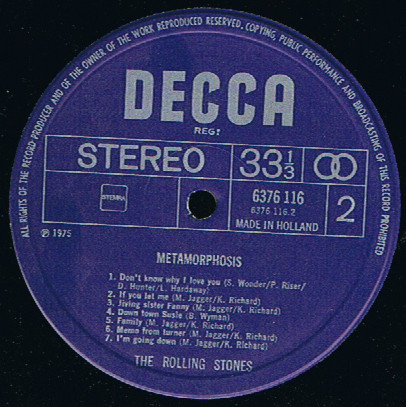 ALL RIGHTS OF THE RECORD PRODUCER AND OF THE OWNER OF THE WORK REPRODUCED RESERVED. COPYING, PUBLIC PERFORMANCE AND BROADCASTING OF THIS RECORD PROHIBITED
DECCA
REG!
STEREO
33 1/3
STEMRA
6376 116
6376 116.2
MADE IN HOLLAND
2
℗ 1975
METAMORPHOSIS
1. Don't know why I love you (S. Wonder/P. Riser/
D. Hunter/L. Hardaway)
2. If you let me (M. Jagger/K. Richard)
3. Jiving sister Fanny (M. Jagger/K. Richard)
4. Down town Susie (B. Wyman)
5. Family (M. Jagger/K. Richard)
6. Memo from turner (M. Jagger/K. Richard)
7. I'm going down (M. Jagger/K. Richard)
THE ROLLING STONES